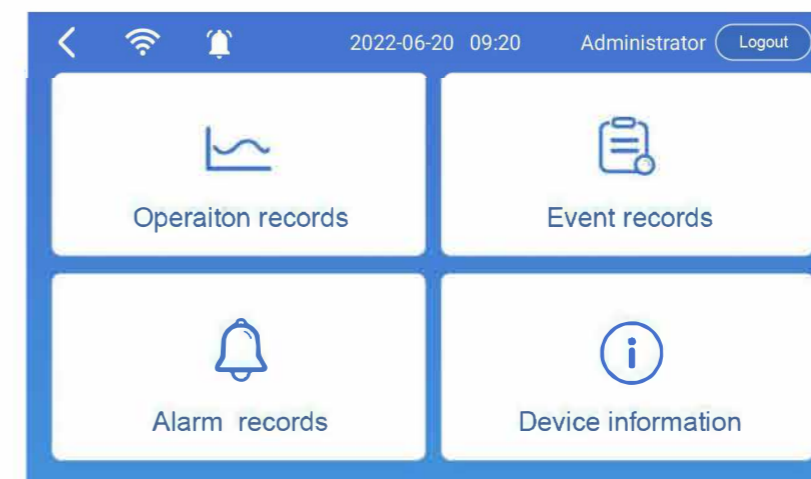 2022-06-20 09:20 Administrator Logout
Operaiton records
Event records
Alarm records
Device information